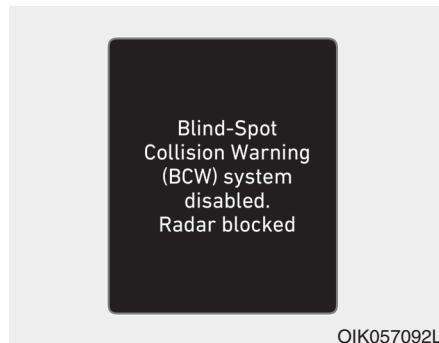 Blind-Spot
Collision Warning
(BCW) system
disabled.
Radar blocked
OIK057092L